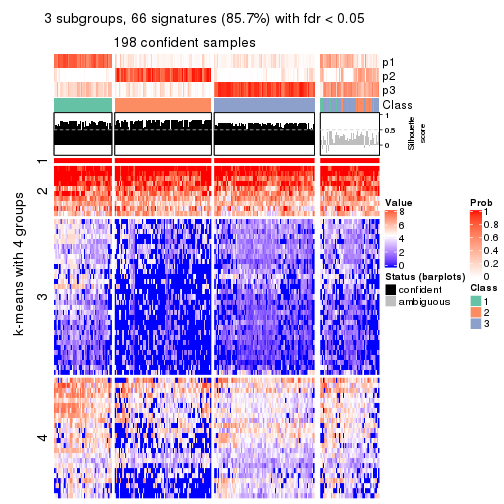 3 subgroups, 66 signatures (85.7%) with fdr < 0.05
198 confident samples
p1
p2
p3
Class
1
0.5
0
Silhouette
score
k-means with 4 groups
1
2
3
4
Value
8
6
4
2
0
Status (barplots)
confident
ambiguous
Prob
1
0.8
0.6
0.4
0.2
0
Class
1
2
3